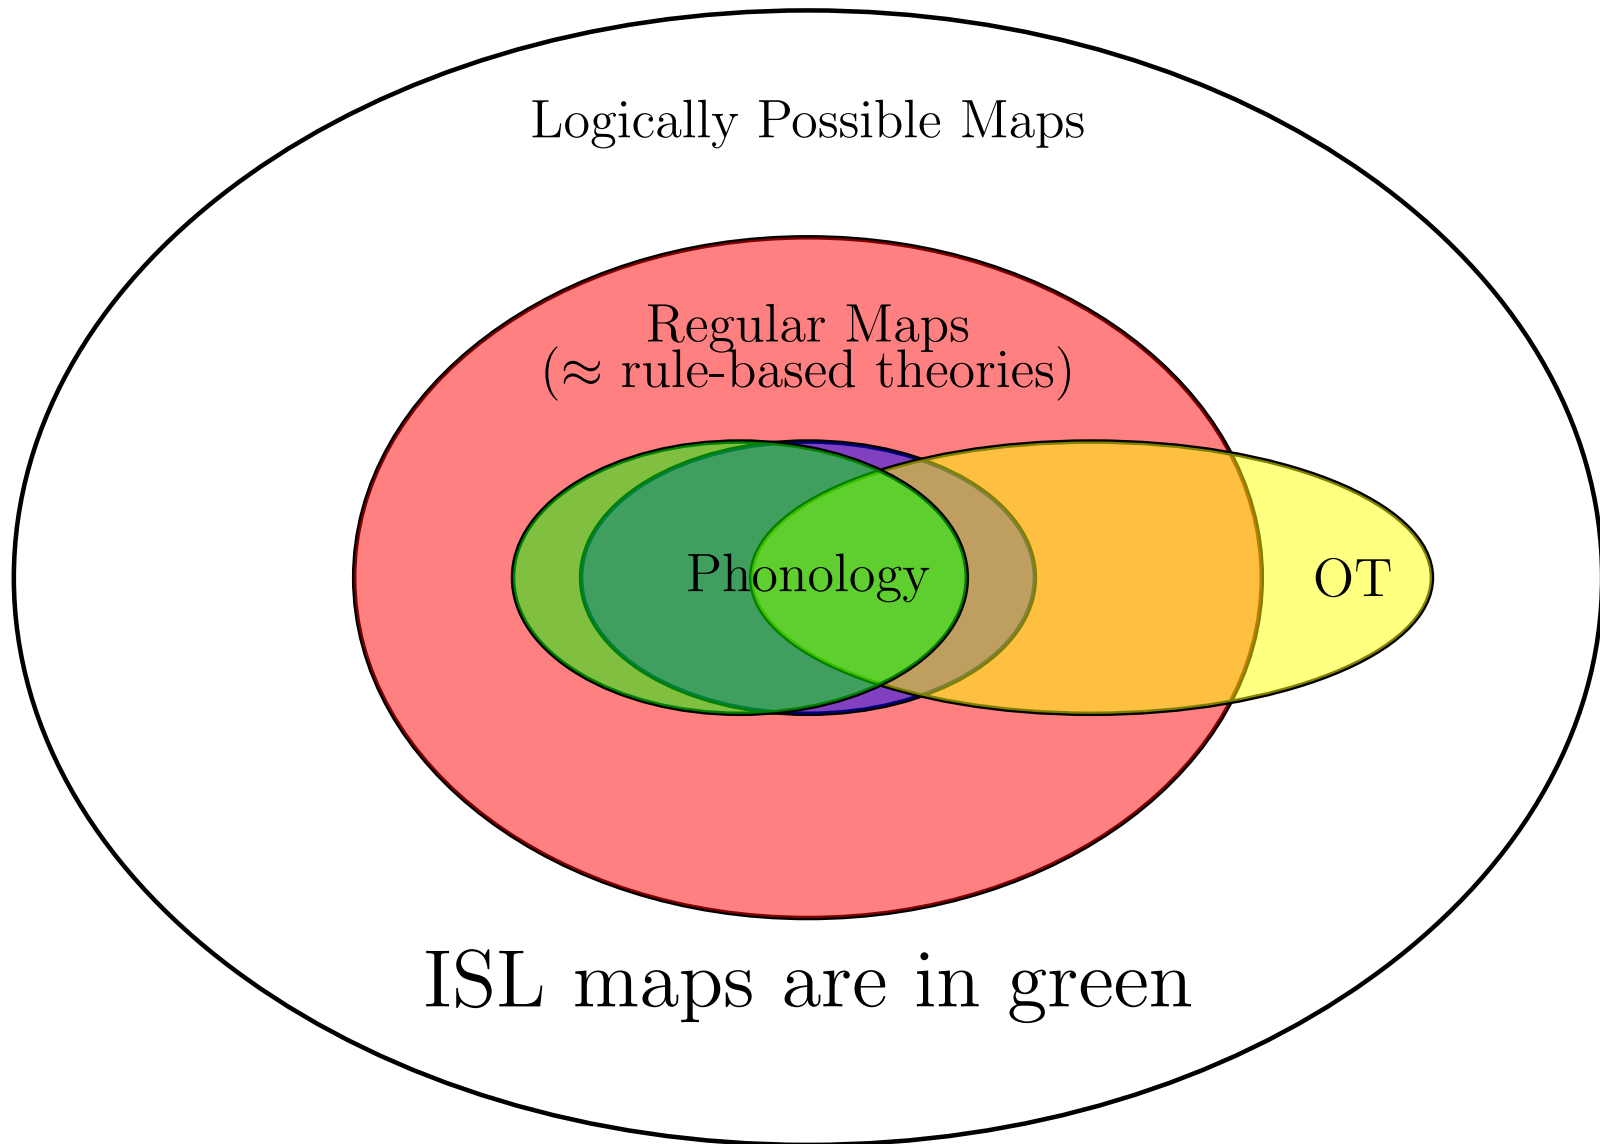 Logically Possible Maps
Regular Maps
(≈ rule-based theories)
Phonology
OT
ISL maps are in green